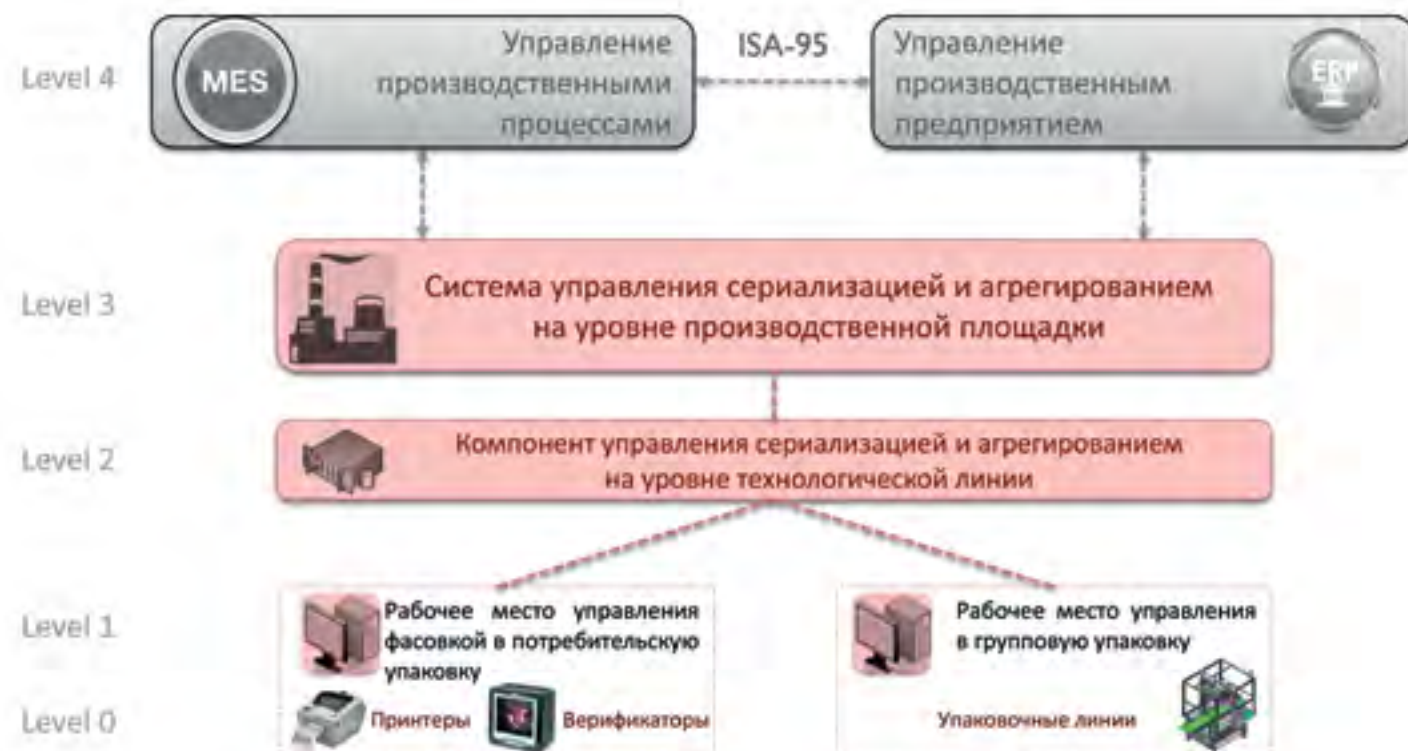 Level 4
MES
Управление
производственными
процессами
ISA-95
Управление
производственным
предприятием
ERP
Level 3
Система управления сериализацией и агрегированием
на уровне производственной площадки
Level 2
Компонент управления сериализацией и агрегированием
на уровне технологической линии
Level 1
Рабочее место управления
фасовкой в потребительскую
упаковку
Рабочее место управления
в групповую упаковку
Level 0
Принтеры
Верификаторы
Упаковочные линии